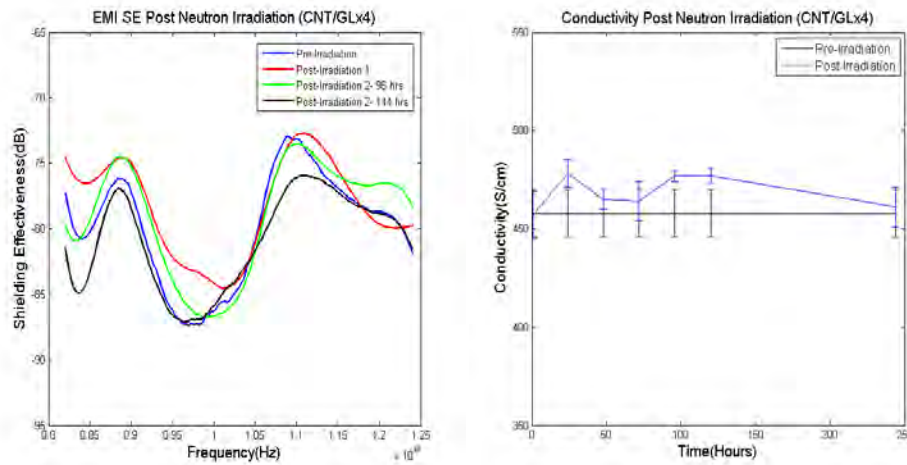 EMI SE Post Neutron Irradiation (CNT/GLx4)
-65
-70
-75
-80
-85
-90
95
Shielding Effectiveness(dB)
Pre-Irradiation
Post-Irradiation 1
Post-Irradiation 2- 96 hrs
Post-Irradiation 2- 144 hrs
0.8 0.85 0.9 0.95 1 1.05 1.1 1.15 1.2 1.25
Frequency(Hz)
Conductivity Post Neutron Irradiation (CNT/GLx4)
500
450
400
350
Conductivity(S/cm)
Pre-Irradiation
Post-Irradiation
0 50 100 150 200 250
Time(Hours)